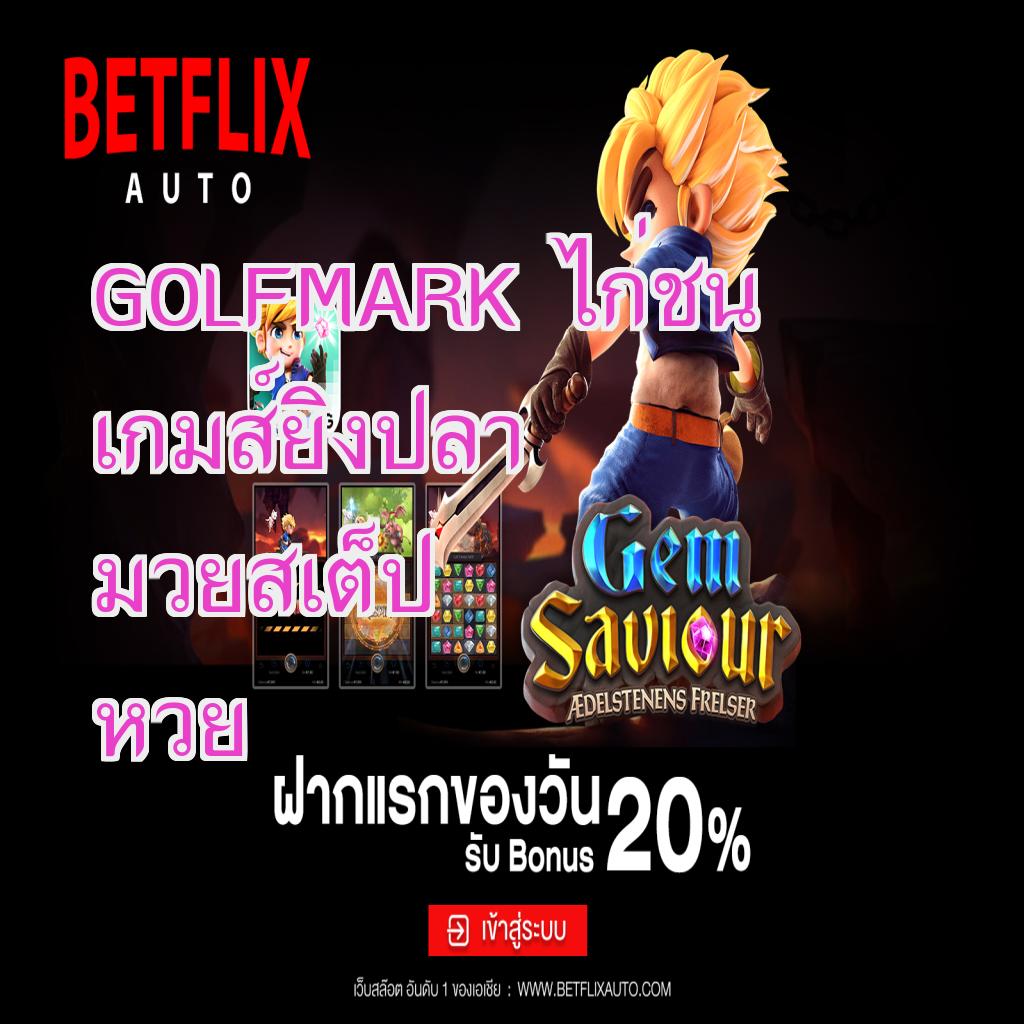 BETFLIX
AUTO
GOLFMARK ไก่ชน
เกมส์ยิงปลา
มวยสเต็ป
หวย
Gem
Saviour
ÆDELSTENENS FRELSER
ฝากแรกของวัน
รับ Bonus 20%
เข้าสู่ระบบ
เว็บสล๊อต อันดับ 1 ของเอเชีย : WWW.BETFLIXAUTO.COM